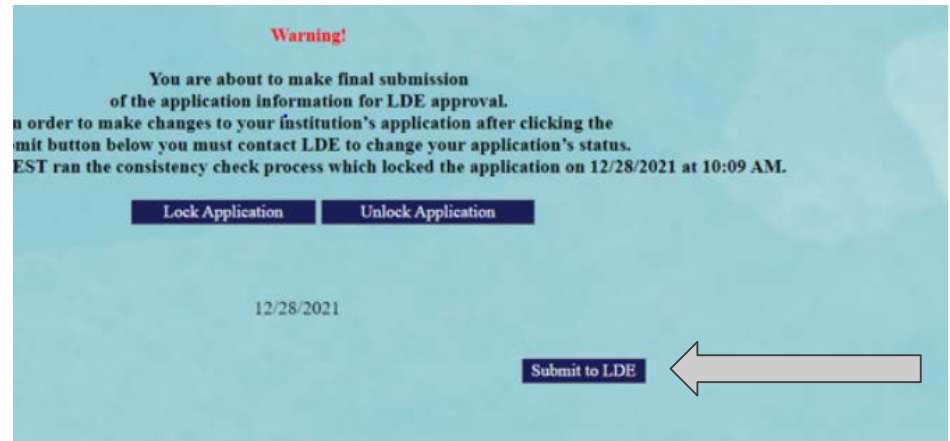 Warning!
You are about to make final submission
of the application information for LDE approval.
n order to make changes to your institution's application after clicking the
mit button below you must contact LDE to change your application's status.
EST ran the consistency check process which locked the application on 12/28/2021 at 10:09 AM.
Lock Application Unlock Application
12/28/2021
Submit to LDE